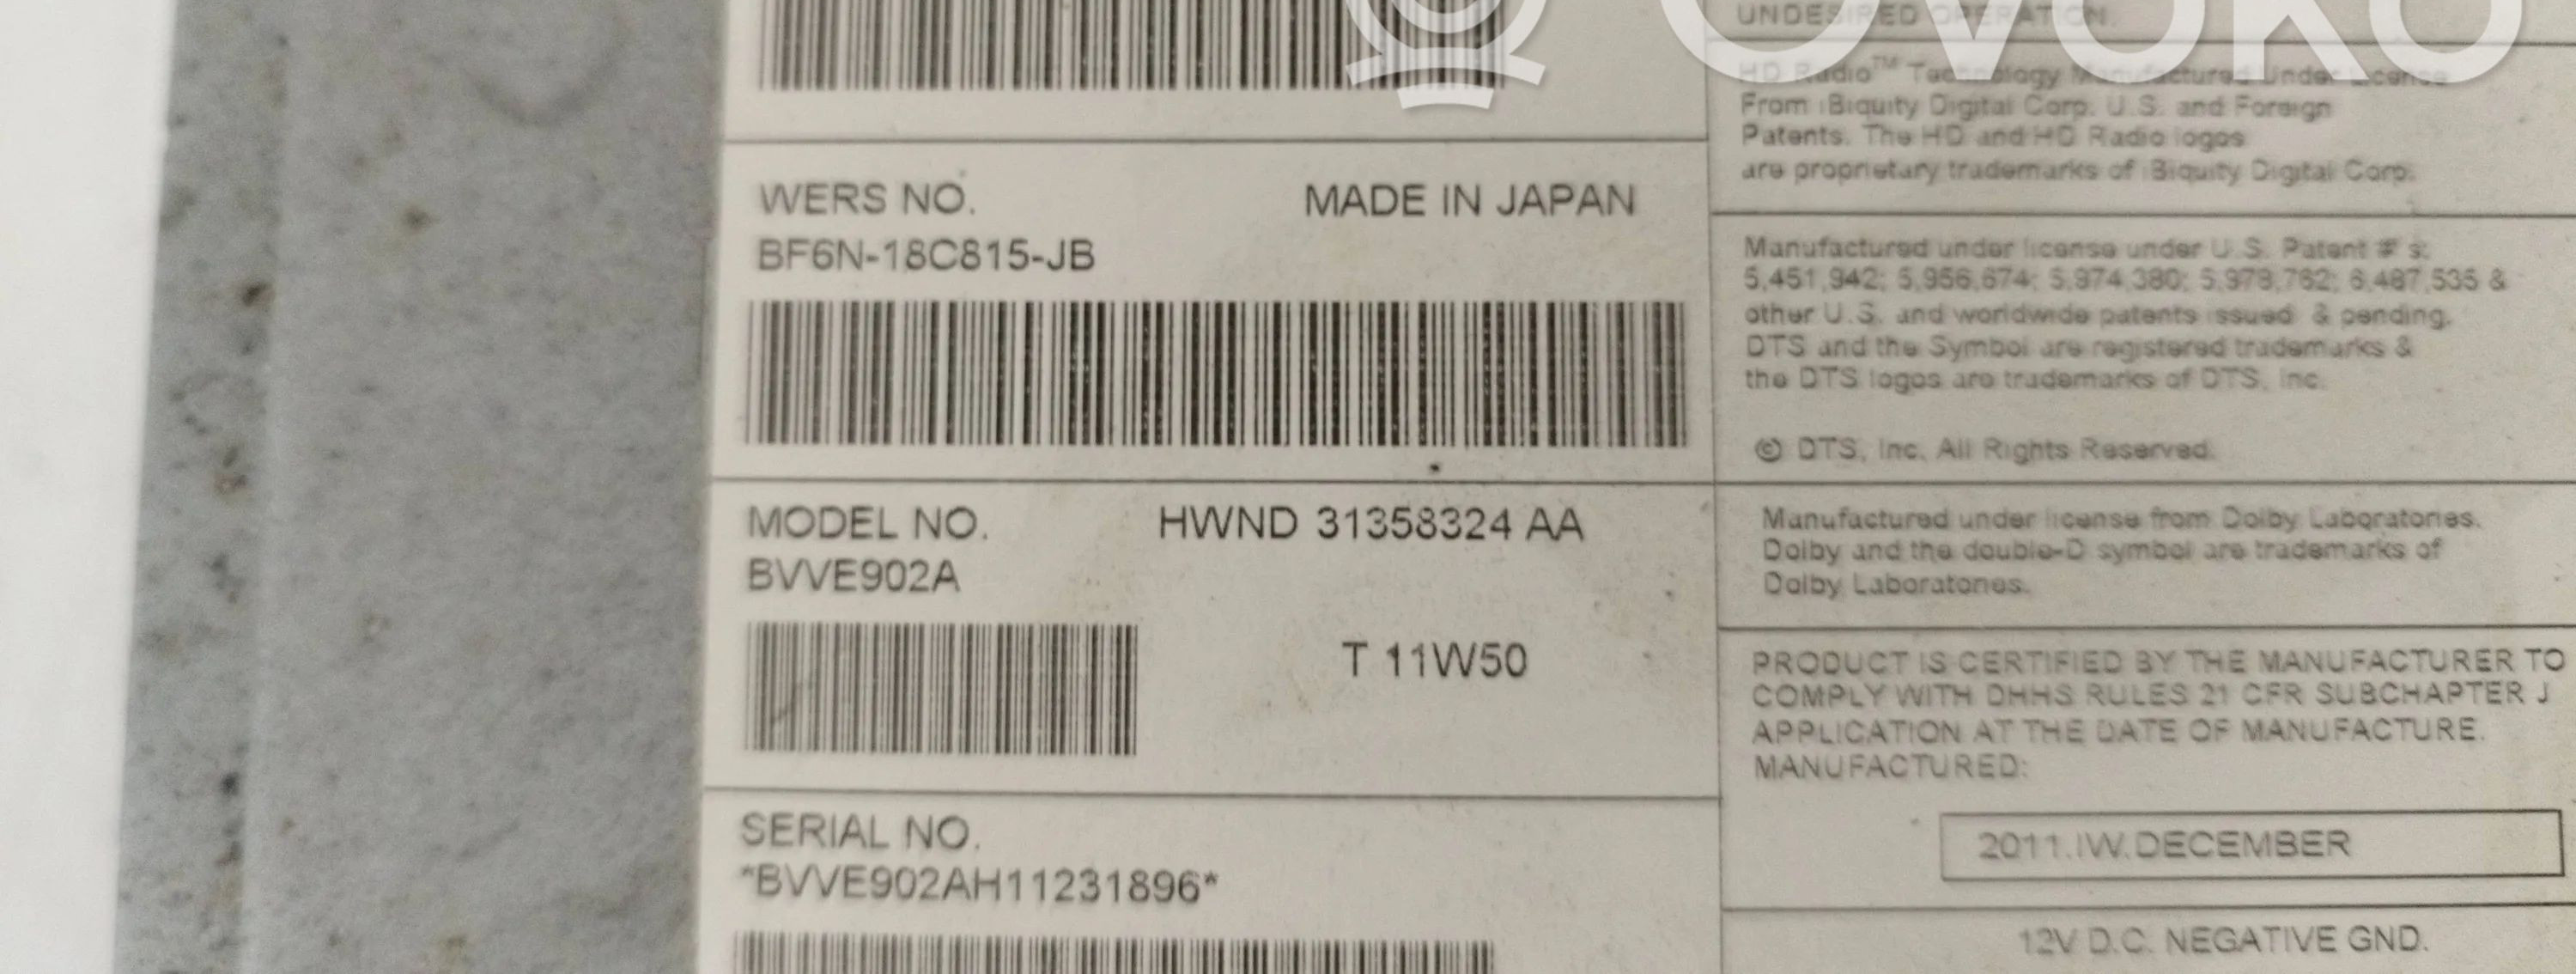 WERS NO.
MADE IN JAPAN
BF6N-18C815-JB
MODEL NO.
HWND 31358324 AA
BVVE902A
T 11W50
SERIAL NO.
*BVVE902AH11231896*
ovoko
UNDESIRED OPERATION.
HD Radio™ Technology Manufactured Under License
From iBiquity Digital Corp. U.S. and Foreign
Patents. The HD and HD Radio logos
are proprietary trademarks of iBiquity Digital Corp.
Manufactured under license under U.S. Patent # s:
5,451,942; 5,956,674; 5,974,380; 5,978,762; 6,487,535 &
other U.S. and worldwide patents issued & pending.
DTS and the Symbol are registered trademarks &
the DTS logos are trademarks of DTS, Inc.
© DTS, Inc. All Rights Reserved.
Manufactured under license from Dolby Laboratories.
Dolby and the double-D symbol are trademarks of
Dolby Laboratories.
PRODUCT IS CERTIFIED BY THE MANUFACTURER TO
COMPLY WITH DHHS RULES 21 CFR SUBCHAPTER J
APPLICATION AT THE DATE OF MANUFACTURE.
MANUFACTURED:
2011.IW.DECEMBER
12V D.C. NEGATIVE GND.